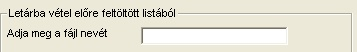 Letárba vétel előre feltöltött listából
Adja meg a fájl nevét